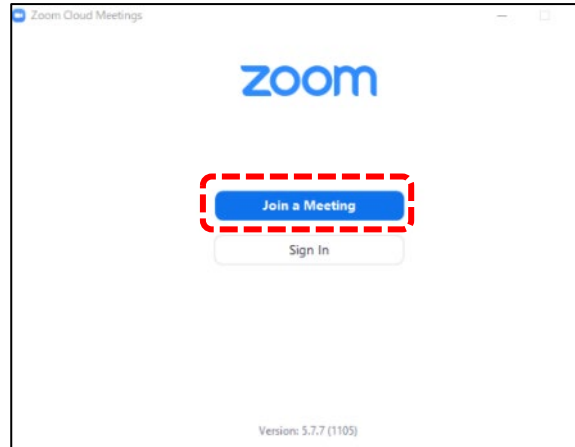 Zoom Cloud Meetings
zoom
Join a Meeting
Sign In
Version: 5.7.7 (1105)